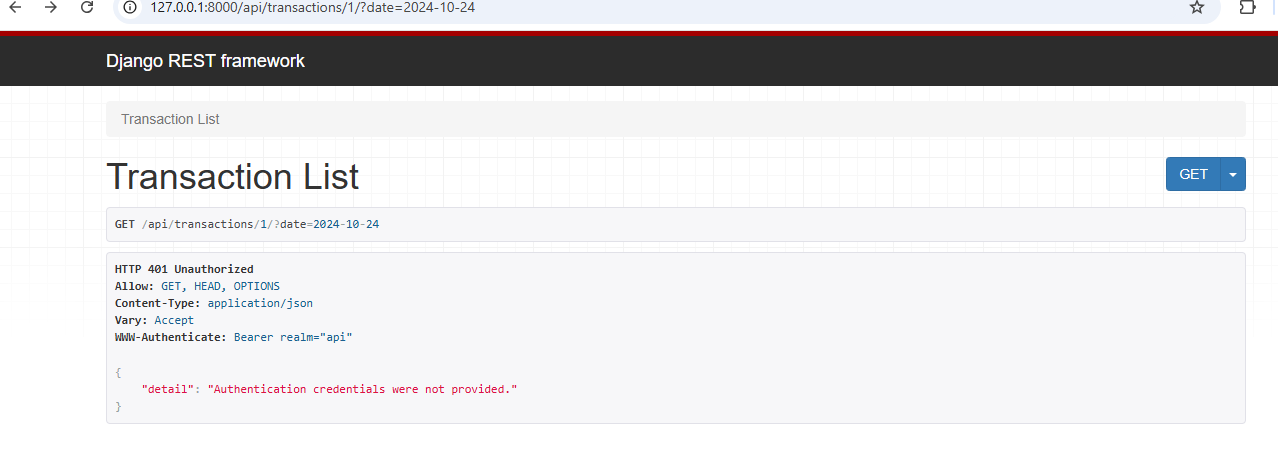 127.0.0.1:8000/api/transactions/1/?date=2024-10-24
Django REST framework
Transaction List
Transaction List
GET
GET /api/transactions/1/?date=2024-10-24
HTTP 401 Unauthorized
Allow: GET, HEAD, OPTIONS
Content-Type: application/json
Vary: Accept
WWW-Authenticate: Bearer realm="api"
{
"detail": "Authentication credentials were not provided."
}